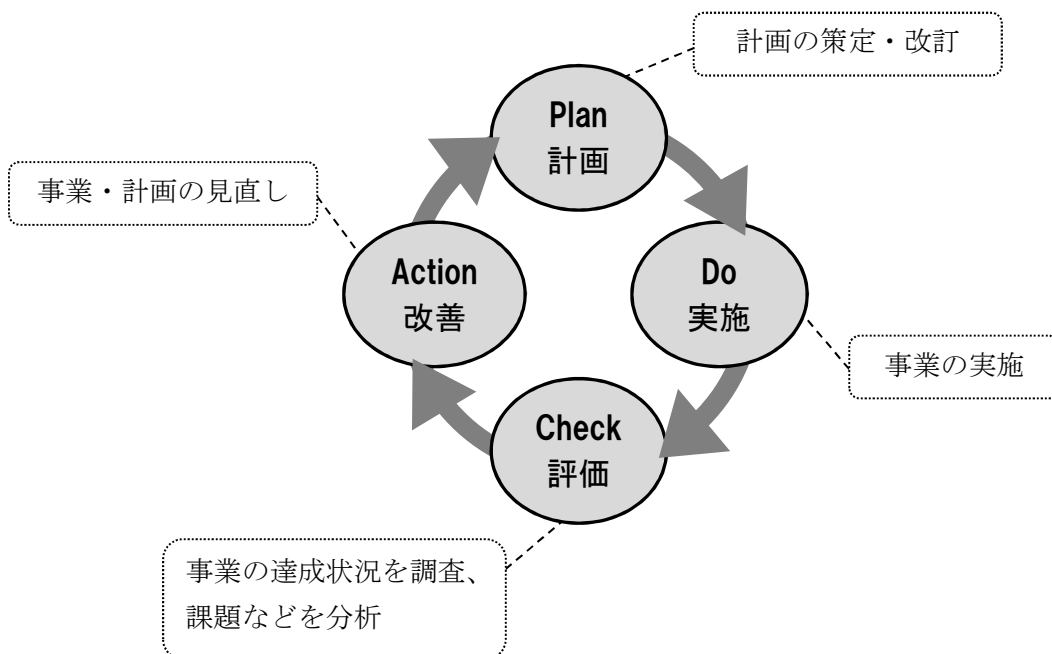 計画の策定・改訂
Plan
計画
事業・計画の見直し
Action
改善
Do
実施
事業の実施
Check
評価
事業の達成状況を調査、
課題などを分析